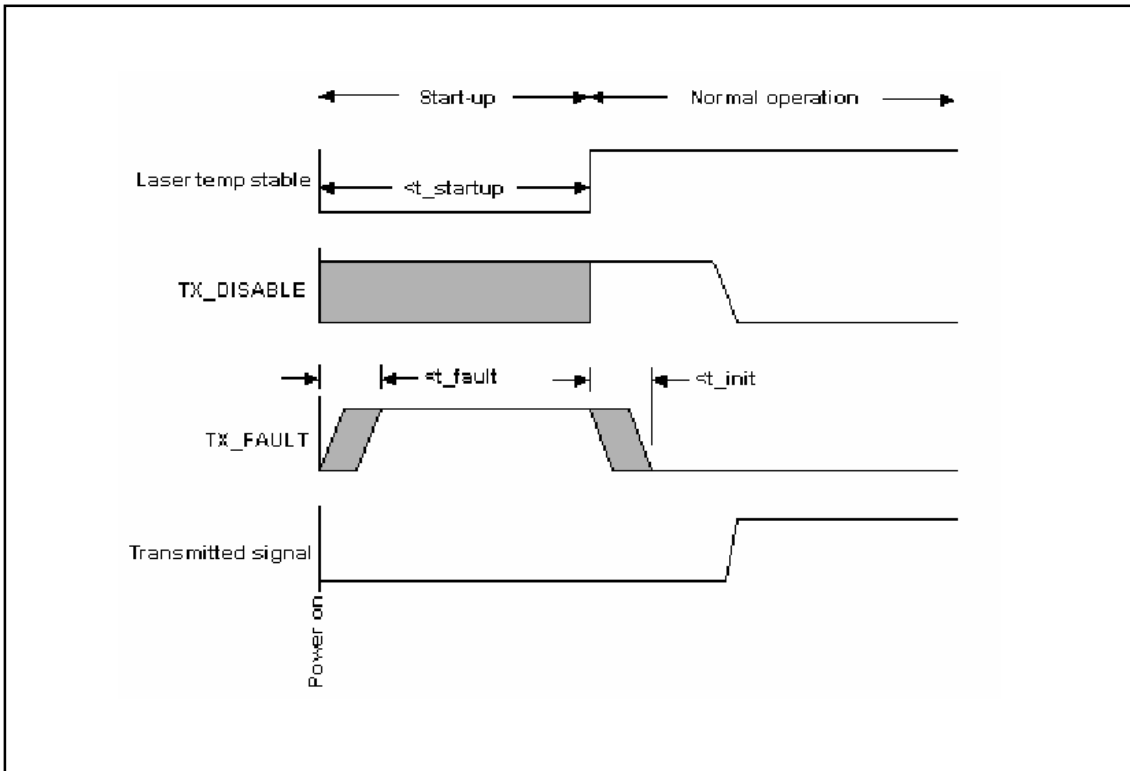 Start-up
Normal operation
Laser temp stable
<t_startup
TX_DISABLE
<t_fault
<t_init
TX_FAULT
Transmitted signal
Power on